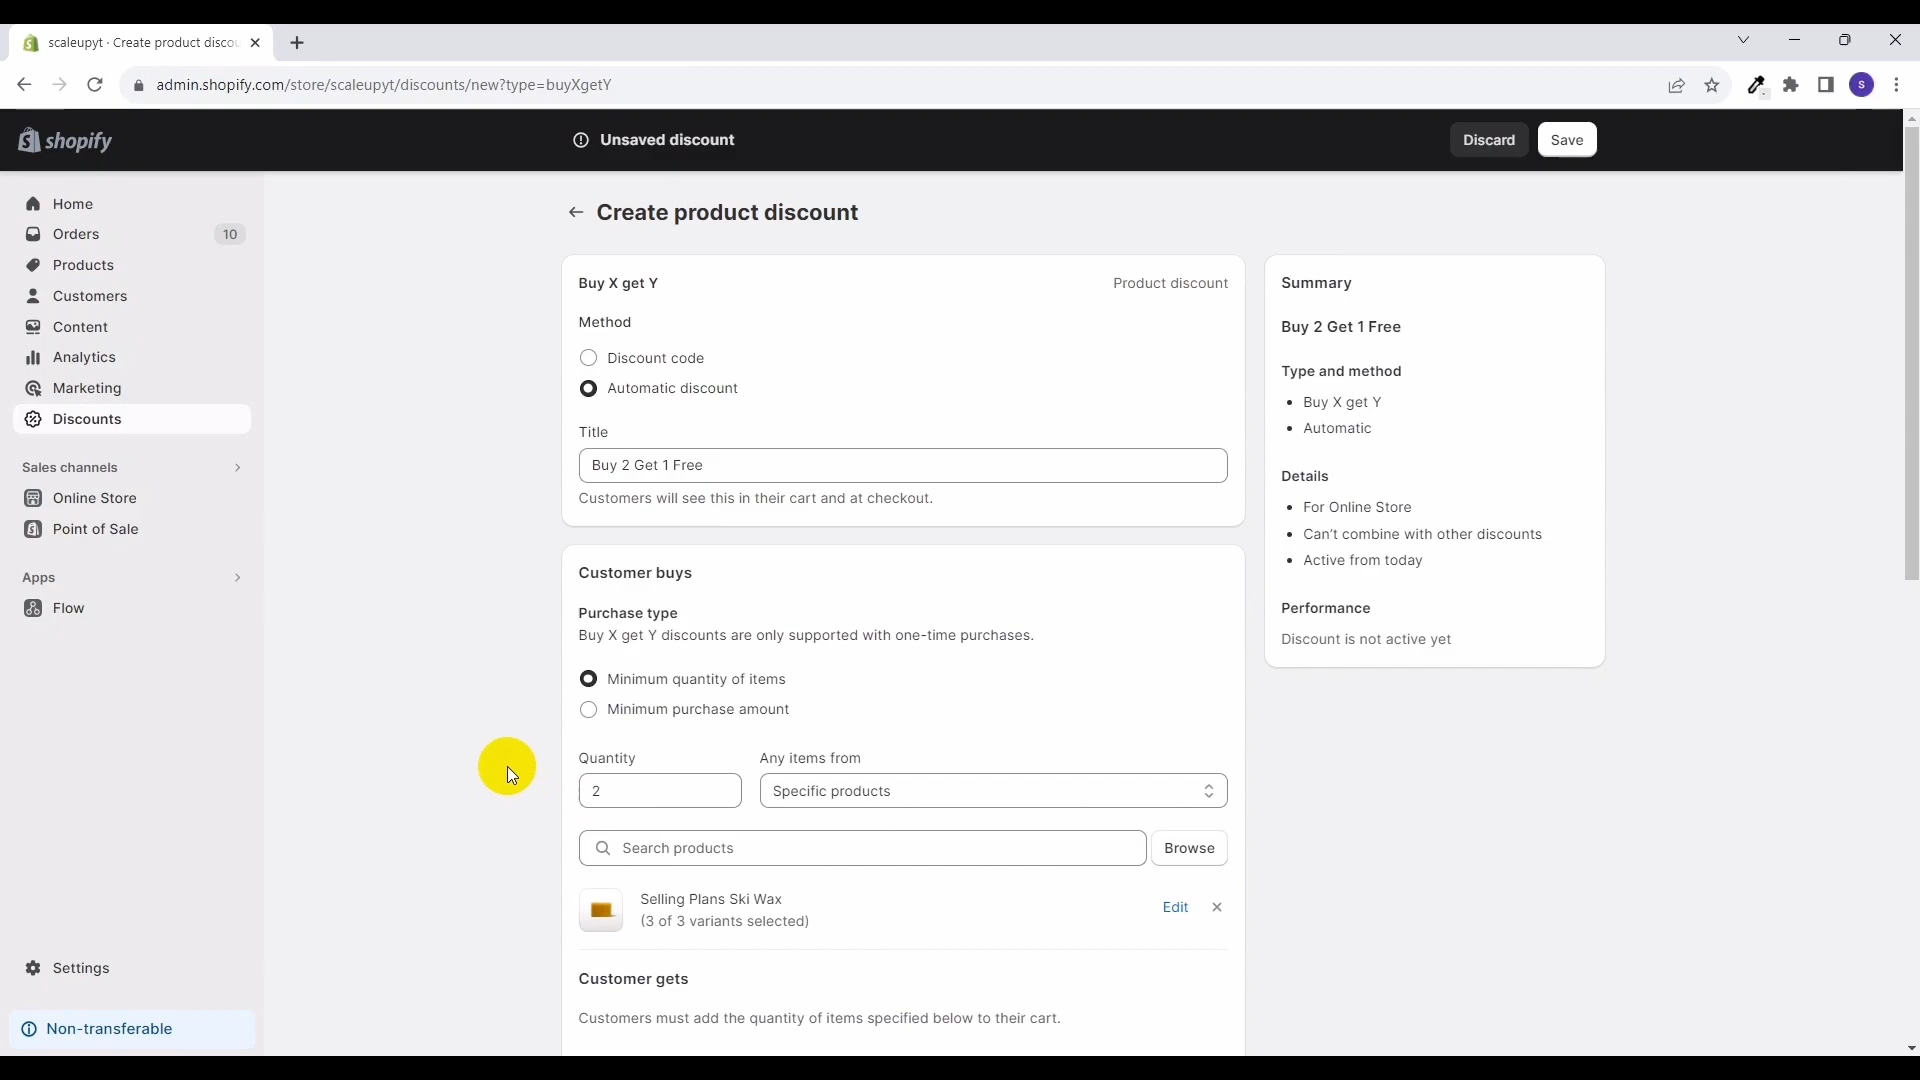 scaleupyt · Create product discou
admin.shopify.com/store/scaleupyt/discounts/new?type=buyXgetY
S
shopify
Unsaved discount
Discard
Save
Home
Orders
10
Products
Customers
Content
Analytics
Marketing
Discounts
Sales channels
Online Store
Point of Sale
Apps
Flow
Settings
Non-transferable
Create product discount
Buy X get Y
Product discount
Method
Discount code
Automatic discount
Title
Buy 2 Get 1 Free
Customers will see this in their cart and at checkout.
Customer buys
Purchase type
Buy X get Y discounts are only supported with one-time purchases.
Minimum quantity of items
Minimum purchase amount
Quantity
Any items from
2
Specific products
Search products
Browse
Selling Plans Ski Wax
(3 of 3 variants selected)
Edit
Customer gets
Customers must add the quantity of items specified below to their cart.
Summary
Buy 2 Get 1 Free
Type and method
• Buy X get Y
• Automatic
Details
• For Online Store
• Can't combine with other discounts
• Active from today
Performance
Discount is not active yet